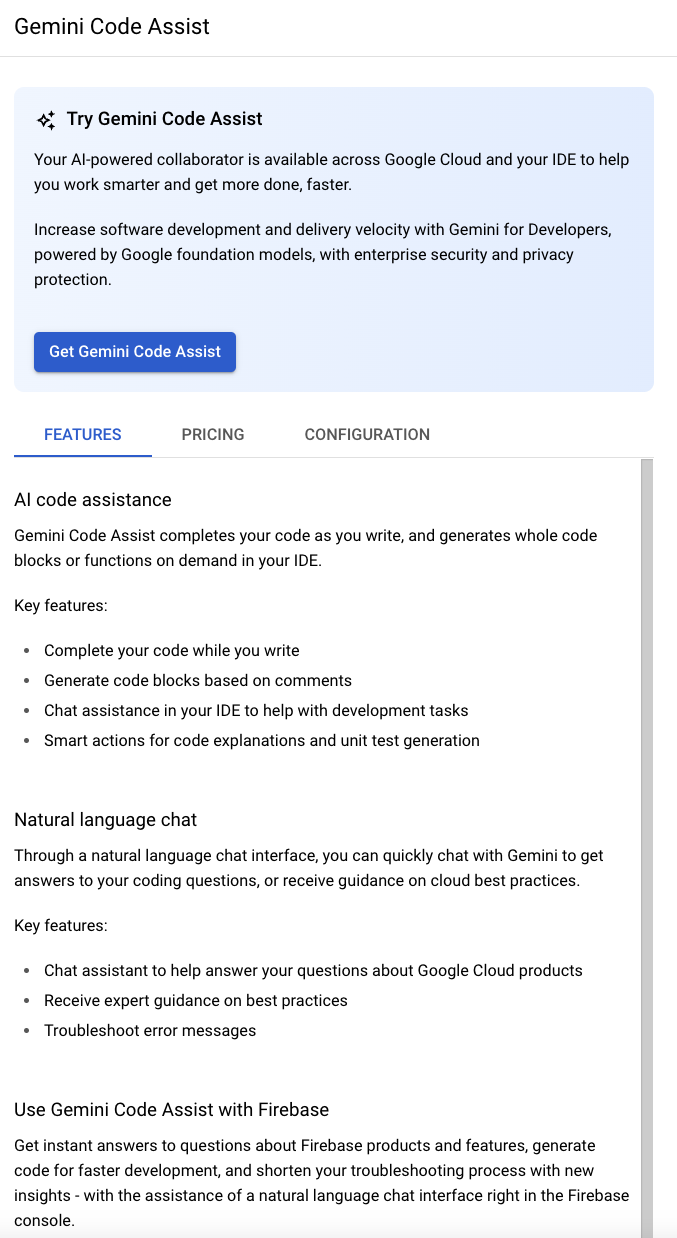 Gemini Code Assist
Try Gemini Code Assist
Your AI-powered collaborator is available across Google Cloud and your IDE to help
you work smarter and get more done, faster.
Increase software development and delivery velocity with Gemini for Developers,
powered by Google foundation models, with enterprise security and privacy
protection.
Get Gemini Code Assist
FEATURES PRICING CONFIGURATION
AI code assistance
Gemini Code Assist completes your code as you write, and generates whole code
blocks or functions on demand in your IDE.
Key features:
• Complete your code while you write
• Generate code blocks based on comments
• Chat assistance in your IDE to help with development tasks
• Smart actions for code explanations and unit test generation
Natural language chat
Through a natural language chat interface, you can quickly chat with Gemini to get
answers to your coding questions, or receive guidance on cloud best practices.
Key features:
• Chat assistant to help answer your questions about Google Cloud products
• Receive expert guidance on best practices
• Troubleshoot error messages
Use Gemini Code Assist with Firebase
Get instant answers to questions about Firebase products and features, generate
code for faster development, and shorten your troubleshooting process with new
insights - with the assistance of a natural language chat interface right in the Firebase
console.